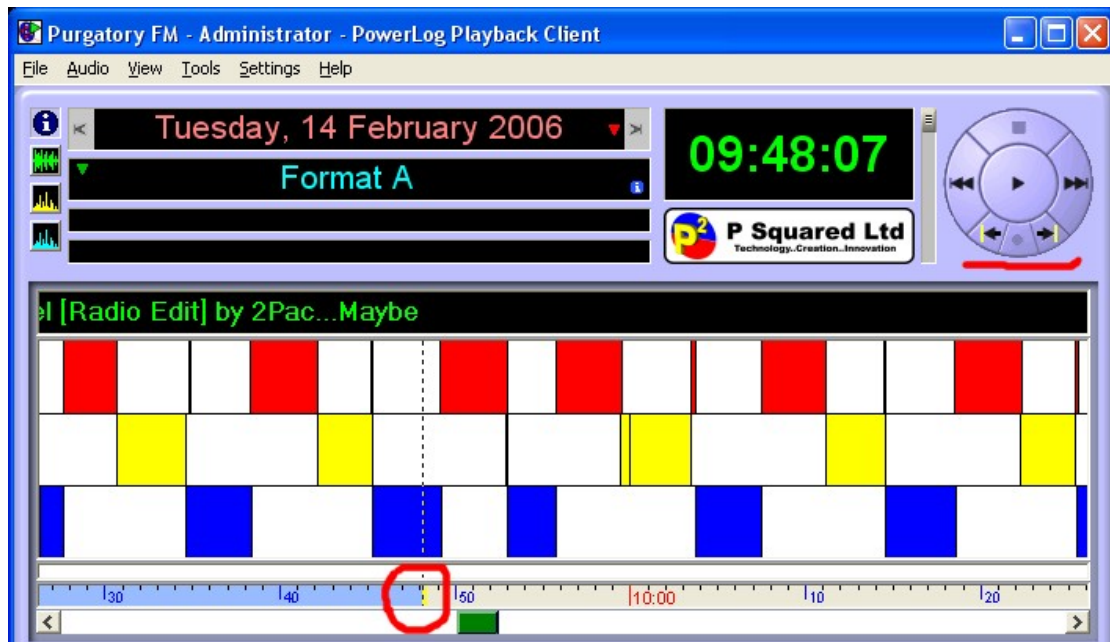 Purgatory FM - Administrator - PowerLog Playback Client
File Audio View Tools Settings Help
Tuesday, 14 February 2006
Format A
09:48:07
P2 P Squared Ltd
Technology..Creation..Innovation
el [Radio Edit] by 2Pac...Maybe
30 40 50 10:00 10 20